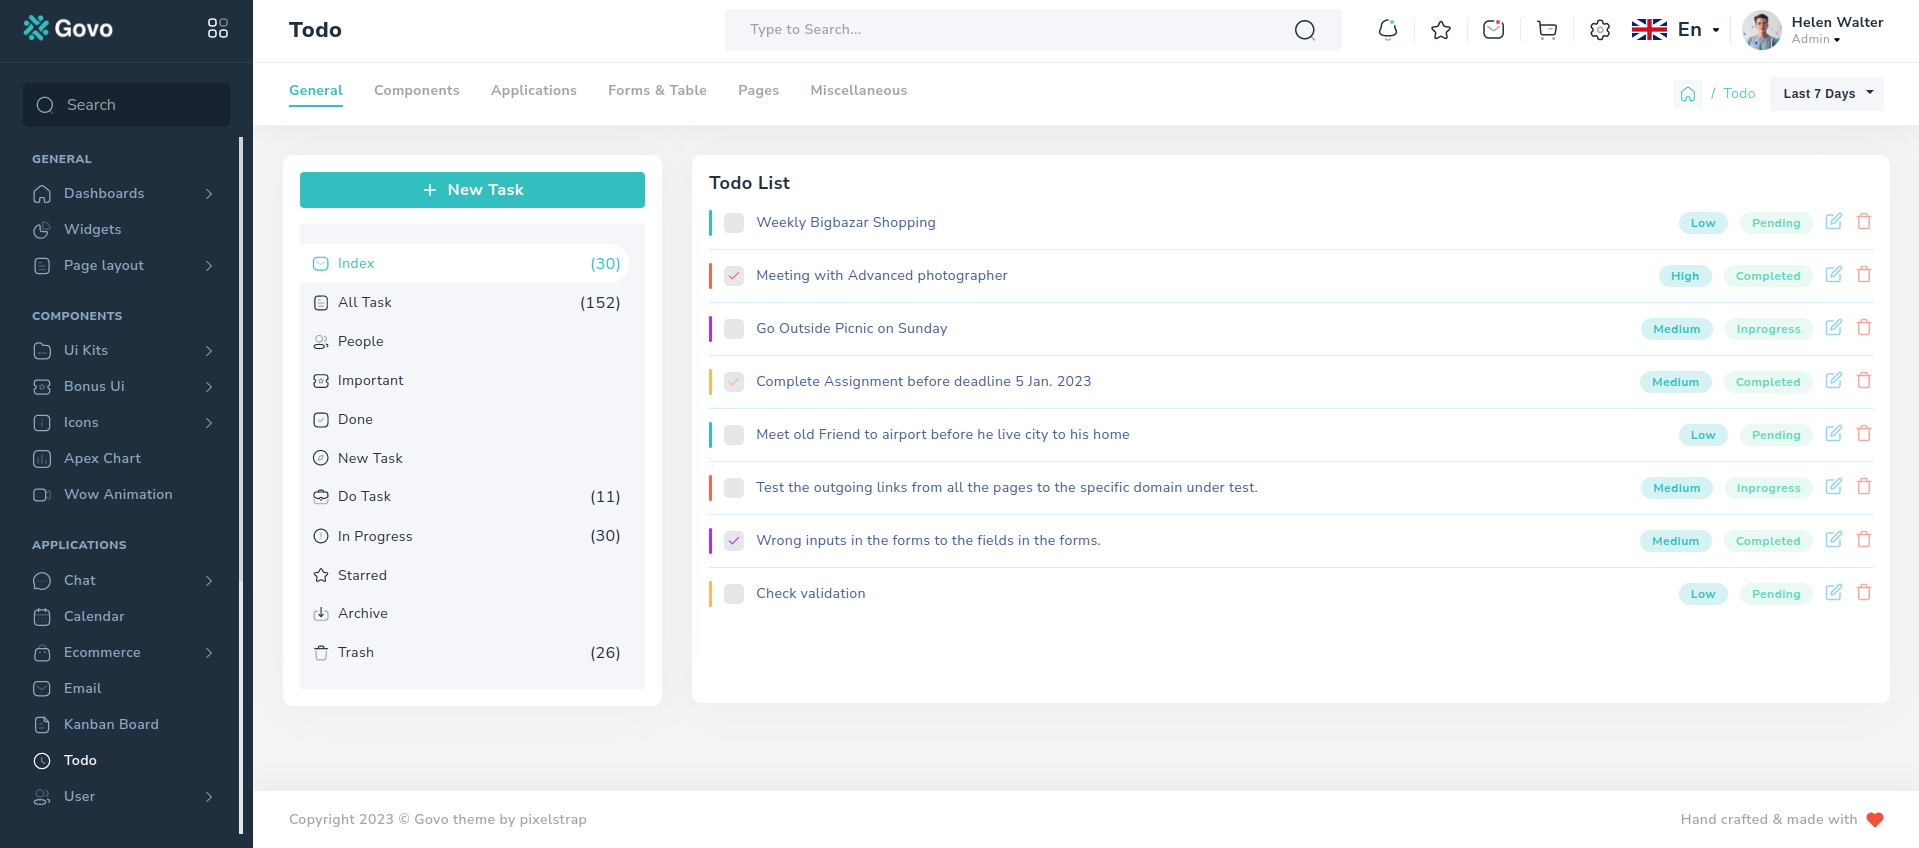 Govo
Todo
Type to Search...
En
Helen Walter
Admin
Search
General
Components
Applications
Forms & Table
Pages
Miscellaneous
/ Todo
Last 7 Days
GENERAL
Dashboards
Widgets
Page layout
COMPONENTS
Ui Kits
Bonus Ui
Icons
Apex Chart
Wow Animation
APPLICATIONS
Chat
Calendar
Ecommerce
Email
Kanban Board
Todo
User
+ New Task
Index (30)
All Task (152)
People
Important
Done
New Task
Do Task (11)
In Progress (30)
Starred
Archive
Trash (26)
Todo List
Weekly Bigbazar Shopping Low Pending
Meeting with Advanced photographer High Completed
Go Outside Picnic on Sunday Medium Inprogress
Complete Assignment before deadline 5 Jan. 2023 Medium Completed
Meet old Friend to airport before he live city to his home Low Pending
Test the outgoing links from all the pages to the specific domain under test. Medium Inprogress
Wrong inputs in the forms to the fields in the forms. Medium Completed
Check validation Low Pending
Copyright 2023 © Govo theme by pixelstrap
Hand crafted & made with